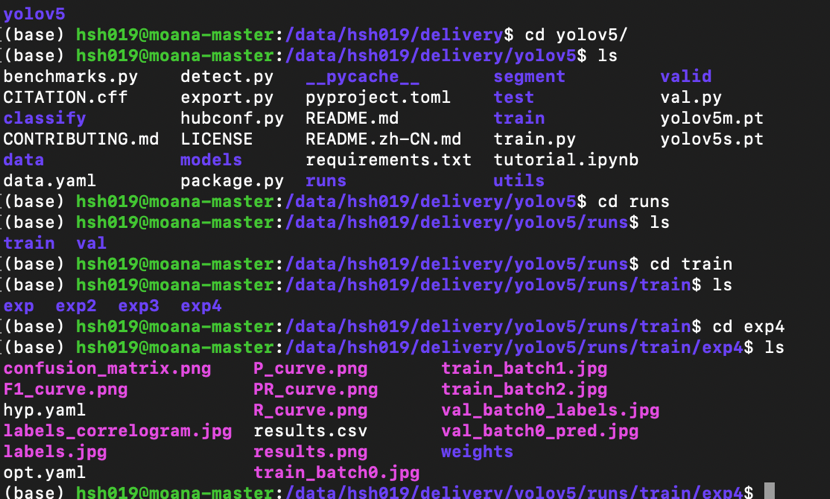 yolov5
(base) hsh019@moana-master:/data/hsh019/delivery$ cd yolov5/
(base) hsh019@moana-master:/data/hsh019/delivery/yolov5$ ls
benchmarks.py detect.py __pycache__ segment valid
CITATION.cff export.py pyproject.toml test val.py
classify hubconf.py README.md train yolov5m.pt
CONTRIBUTING.md LICENSE README.zh-CN.md train.py yolov5s.pt
data models requirements.txt tutorial.ipynb
data.yaml package.py runs utils
(base) hsh019@moana-master:/data/hsh019/delivery/yolov5$ cd runs
(base) hsh019@moana-master:/data/hsh019/delivery/yolov5/runs$ ls
train val
(base) hsh019@moana-master:/data/hsh019/delivery/yolov5/runs$ cd train
(base) hsh019@moana-master:/data/hsh019/delivery/yolov5/runs/train$ ls
exp exp2 exp3 exp4
(base) hsh019@moana-master:/data/hsh019/delivery/yolov5/runs/train$ cd exp4
(base) hsh019@moana-master:/data/hsh019/delivery/yolov5/runs/train/exp4$ ls
confusion_matrix.png P_curve.png train_batch1.jpg
F1_curve.png PR_curve.png train_batch2.jpg
hyp.yaml R_curve.png val_batch0_labels.jpg
labels_correlogram.jpg results.csv val_batch0_pred.jpg
labels.jpg results.png weights
opt.yaml train_batch0.jpg
(base) hsh019@moana-master:/data/hsh019/delivery/yolov5/runs/train/exp4$